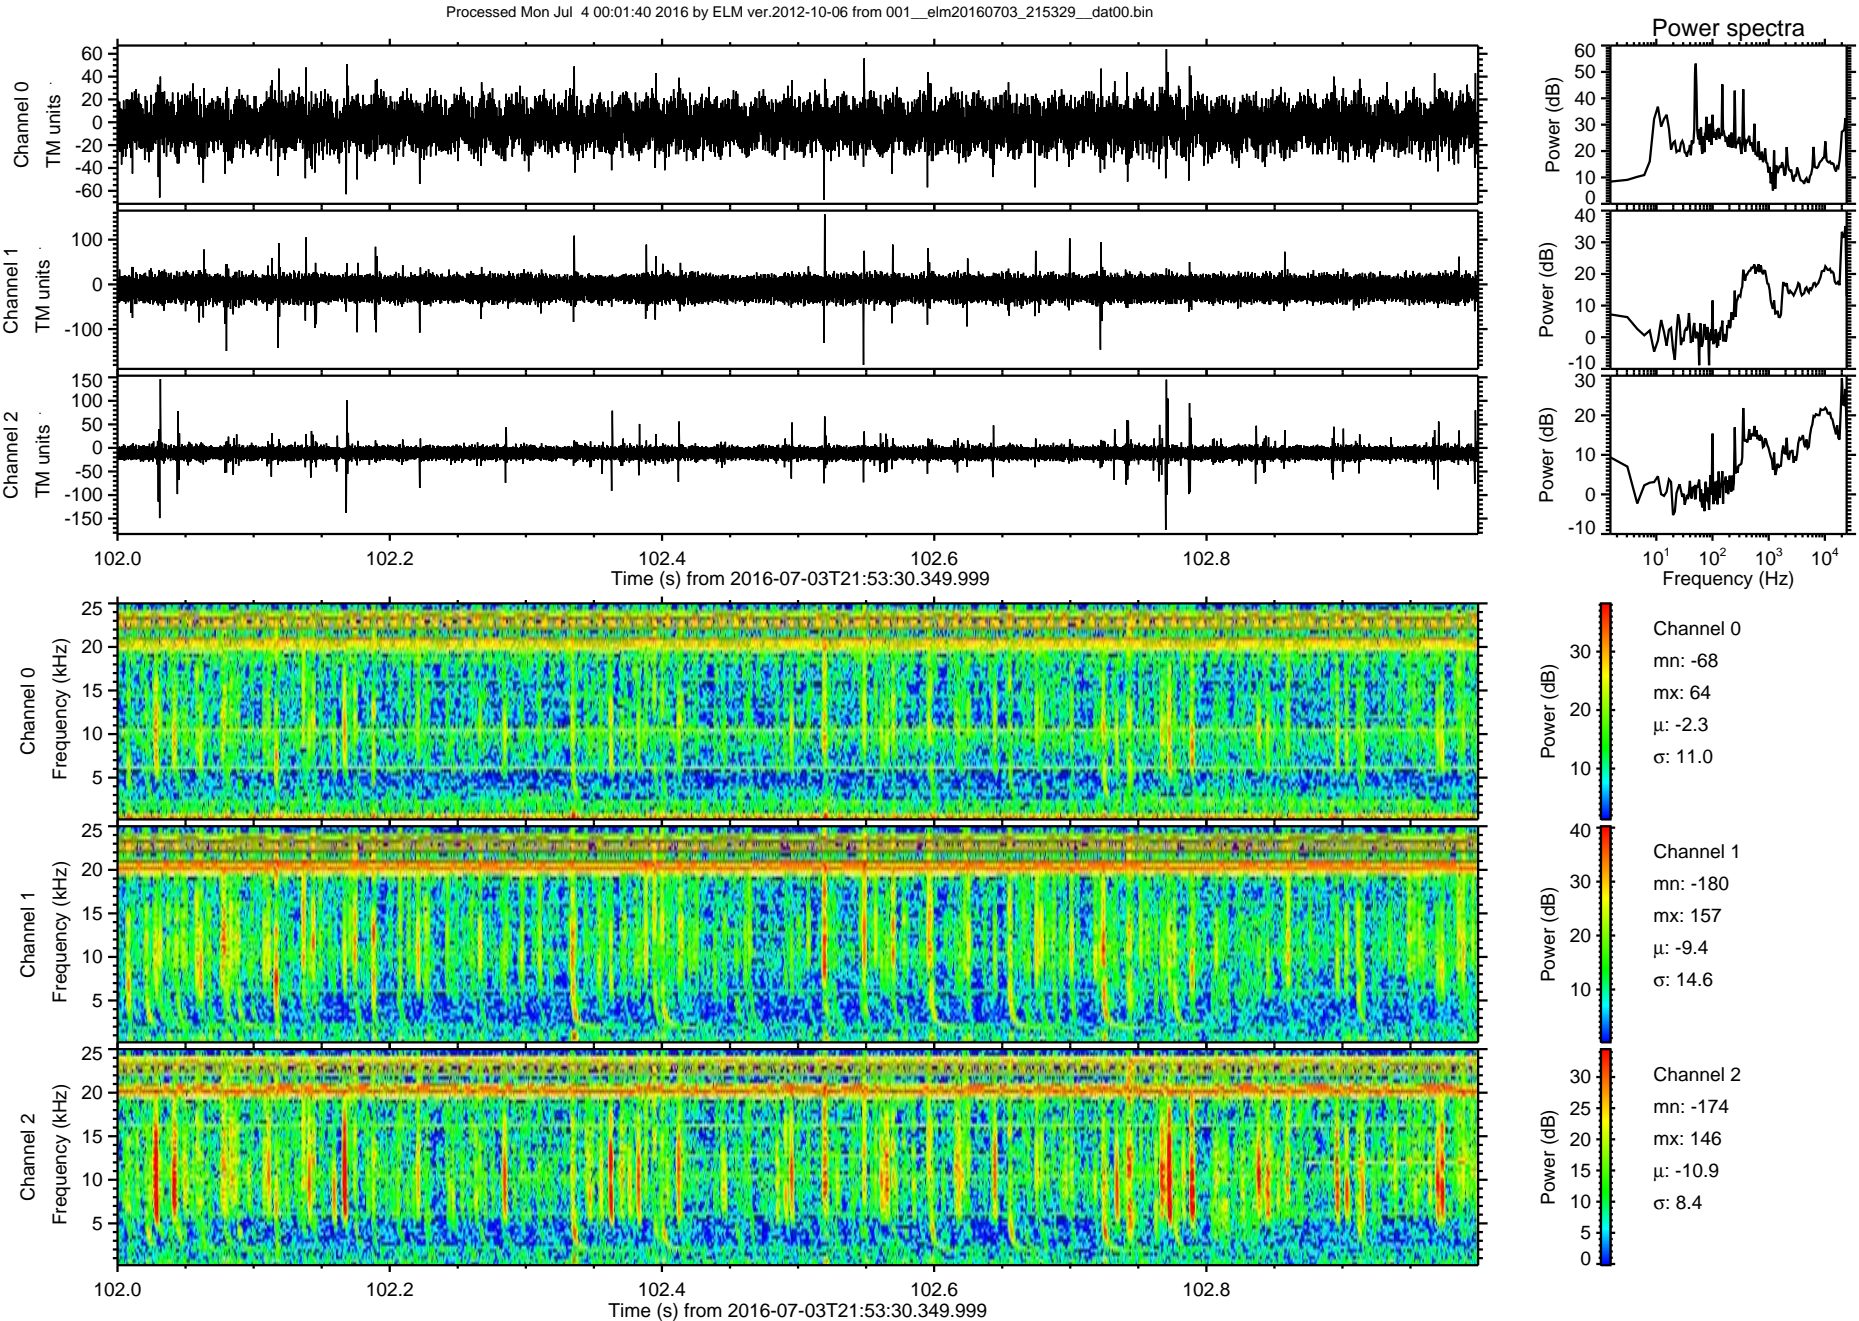 Processed Mon Jul  4 00:01:40 2016 by ELM ver.2012-10-06 from 001__elm20160703_215329__dat00.bin
Power spectra
Channel 0
TM units
60
40
20
0
-20
-40
-60
Power (dB)
60
50
40
30
20
10
0
Channel 1
TM units
100
0
-100
Power (dB)
40
30
20
10
0
-10
Channel 2
TM units
150
100
50
0
-50
-100
-150
Power (dB)
30
20
10
0
-10
102.0 102.2 102.4 102.6 102.8
Time (s) from 2016-07-03T21:53:30.349.999
10^1 10^2 10^3 10^4
Frequency (Hz)
Channel 0
Frequency (kHz)
25
20
15
10
5
Power (dB)
30
20
10
Channel 0
mn: -68
mx: 64
μ: -2.3
σ: 11.0
Channel 1
Frequency (kHz)
25
20
15
10
5
Power (dB)
40
30
20
10
Channel 1
mn: -180
mx: 157
μ: -9.4
σ: 14.6
Channel 2
Frequency (kHz)
25
20
15
10
5
Power (dB)
30
25
20
15
10
5
0
Channel 2
mn: -174
mx: 146
μ: -10.9
σ: 8.4
102.0 102.2 102.4 102.6 102.8
Time (s) from 2016-07-03T21:53:30.349.999